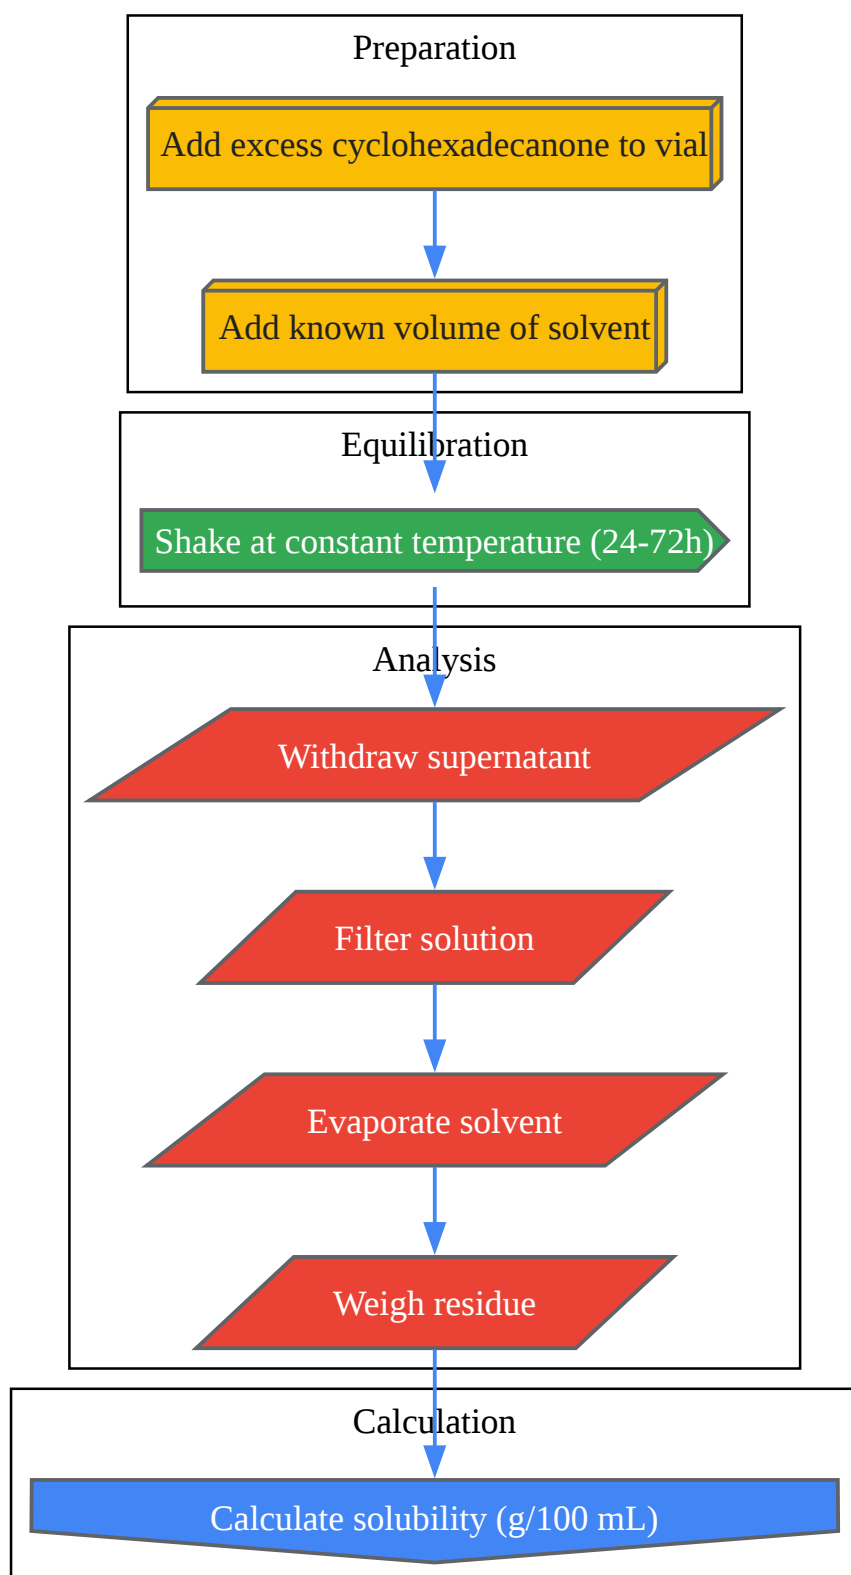 Preparation
Add excess cyclohexadecanone to vial
Add known volume of solvent
Equilibration
Shake at constant temperature (24-72h)
Analysis
Withdraw supernatant
Filter solution
Evaporate solvent
Weigh residue
Calculation
Calculate solubility (g/100 mL)